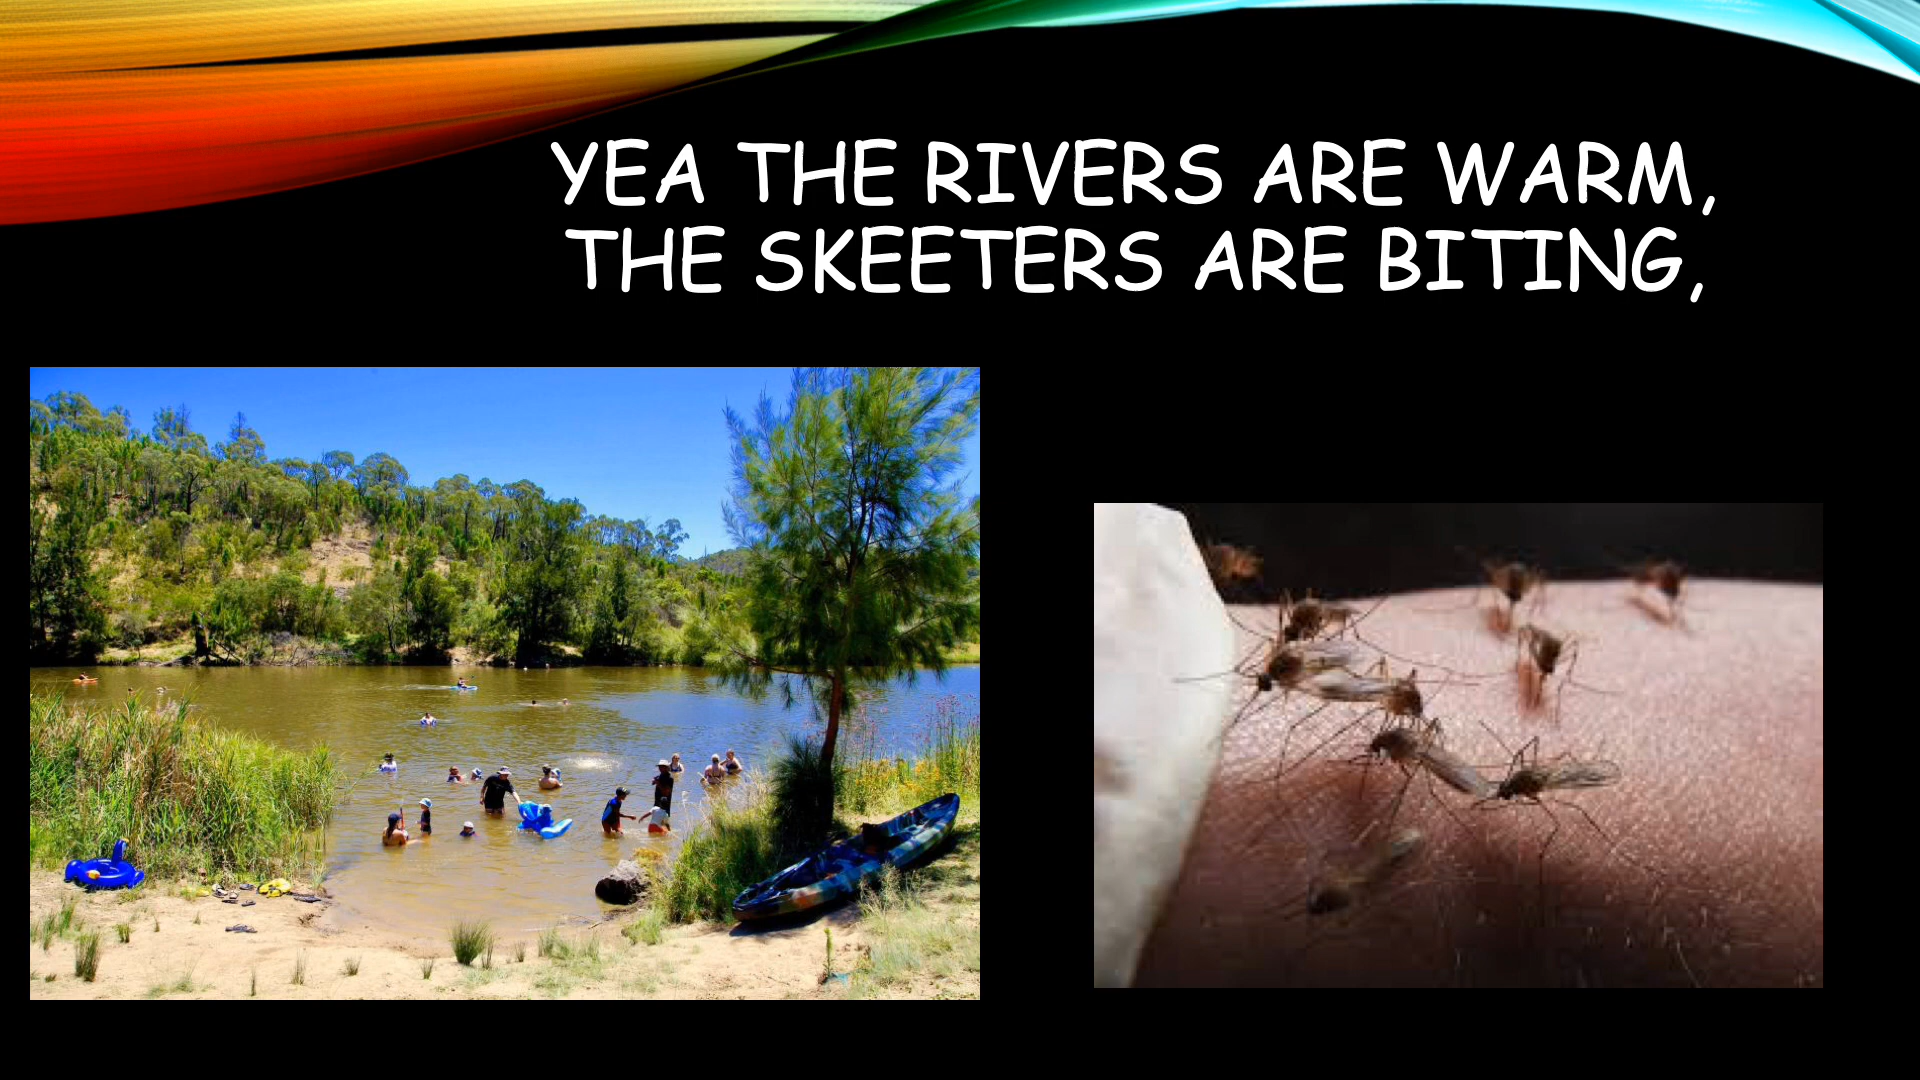 YEA THE RIVERS ARE WARM,
THE SKEETERS ARE BITING,